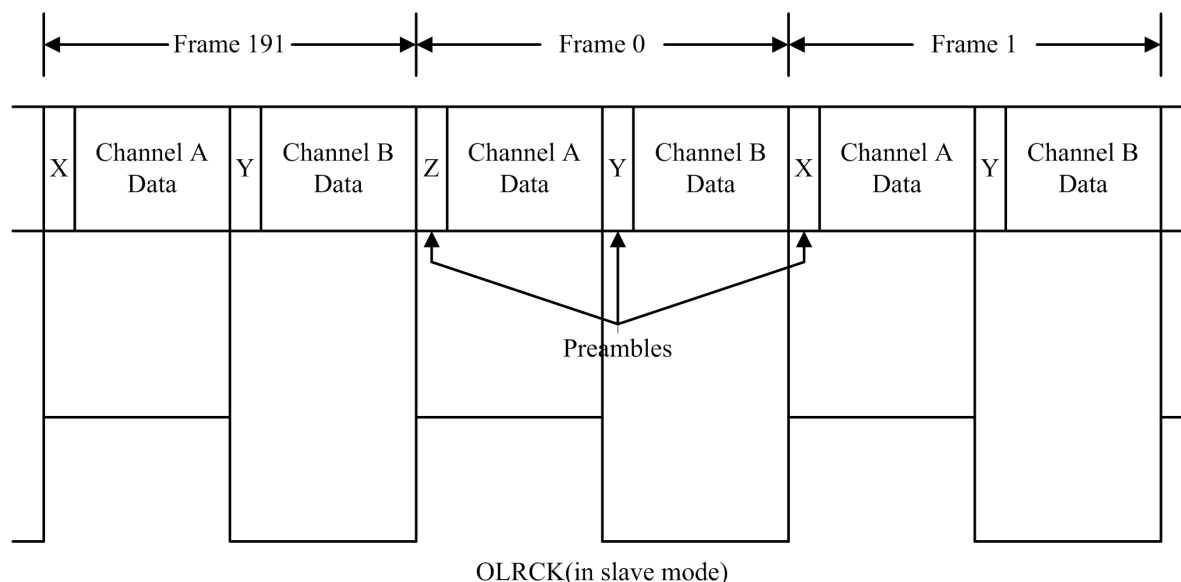 Frame 191
Frame 0
Frame 1
X
Channel A
Data
Y
Channel B
Data
Z
Channel A
Data
Y
Channel B
Data
X
Channel A
Data
Y
Channel B
Data
Preambles
OLRCK(in slave mode)